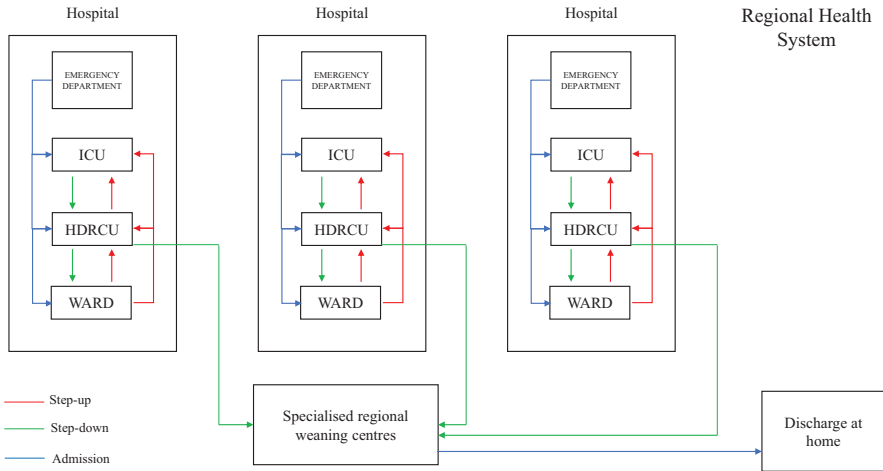 Hospital
Hospital
Hospital
Regional Health
System
EMERGENCY
DEPARTMENT
EMERGENCY
DEPARTMENT
EMERGENCY
DEPARTMENT
ICU
ICU
ICU
HDRCU
HDRCU
HDRCU
WARD
WARD
WARD
Step-up
Step-down
Admission
Specialised regional
weaning centres
Discharge at
home